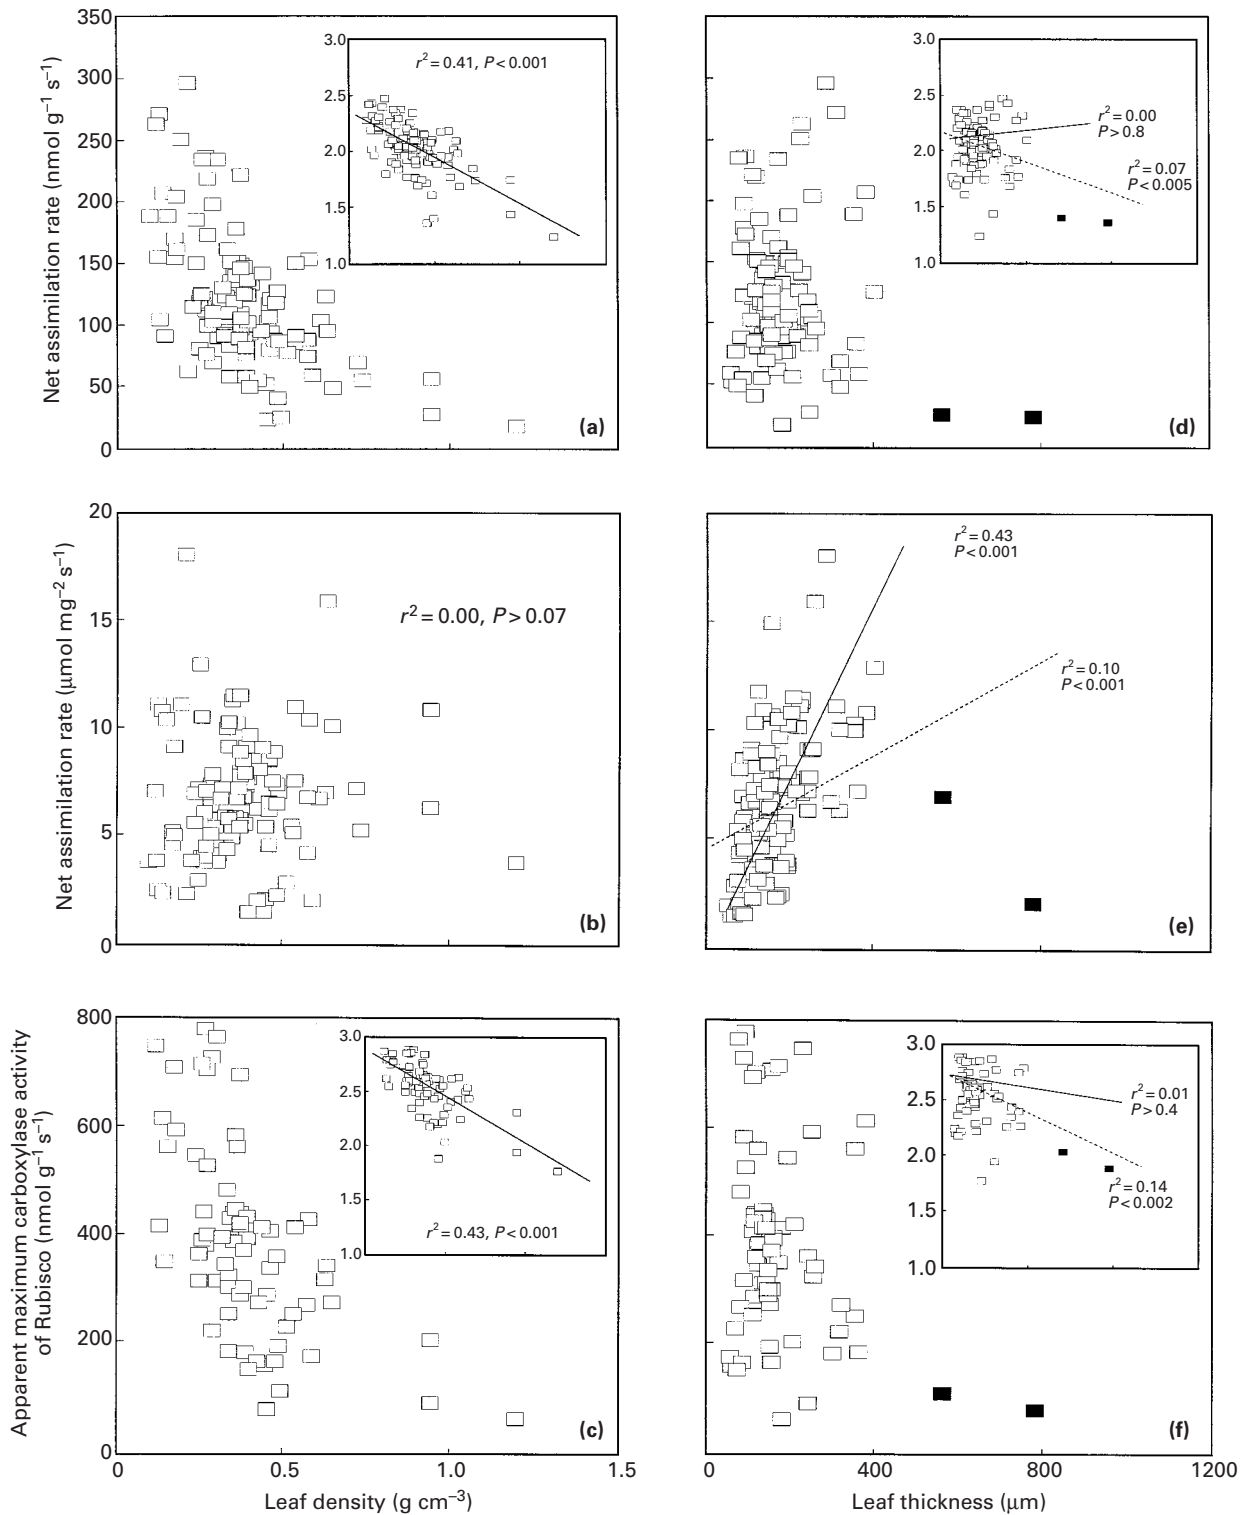 Net assimilation rate (nmol g⁻¹ s⁻¹)
350
300
250
200
150
100
50
0
3.0
2.5
2.0
1.5
1.0
r² = 0.41, P < 0.001
(a)
3.0
2.5
2.0
1.5
1.0
r² = 0.00
P > 0.8
r² = 0.07
P < 0.005
(d)
Net assimilation rate (μmol mg⁻² s⁻¹)
20
15
10
5
0
r² = 0.00, P > 0.07
(b)
r² = 0.43
P < 0.001
r² = 0.10
P < 0.001
(e)
Apparent maximum carboxylase activity
of Rubisco (nmol g⁻¹ s⁻¹)
800
600
400
200
0
3.0
2.5
2.0
1.5
1.0
r² = 0.43, P < 0.001
(c)
0 0.5 1.0 1.5
Leaf density (g cm⁻³)
3.0
2.5
2.0
1.5
1.0
r² = 0.01
P > 0.4
r² = 0.14
P < 0.002
(f)
0 400 800 1200
Leaf thickness (μm)